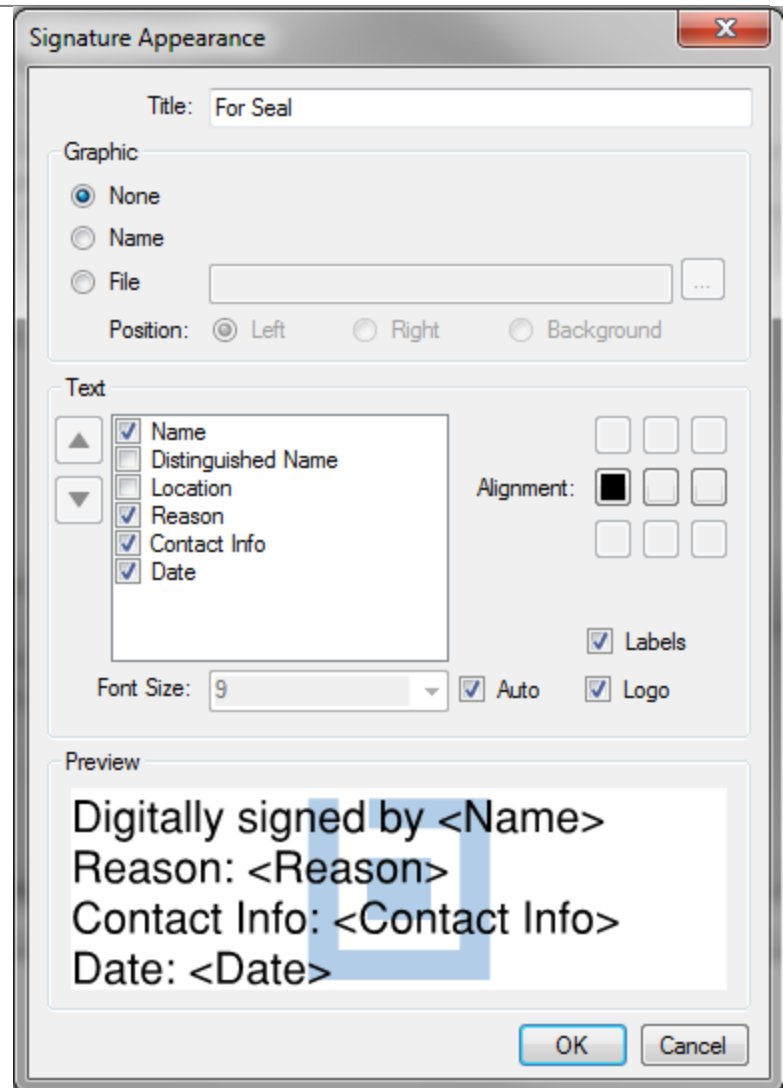 Signature Appearance
Title: For Seal
Graphic
None
Name
File ...
Position: Left Right Background
Text
Name
Distinguished Name
Location
Reason
Contact Info
Date
Alignment:
Labels
Font Size: 9 Auto Logo
Preview
Digitally signed by <Name>
Reason: <Reason>
Contact Info: <Contact Info>
Date: <Date>
OK Cancel